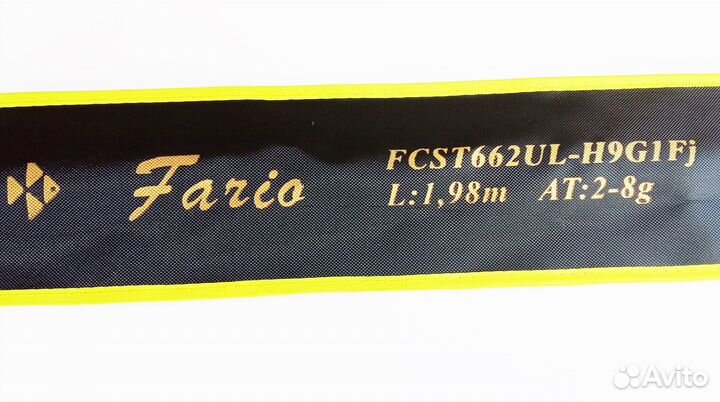 Fario
FCST662UL-H9G1Fj
L:1,98m AT:2-8g
Avito